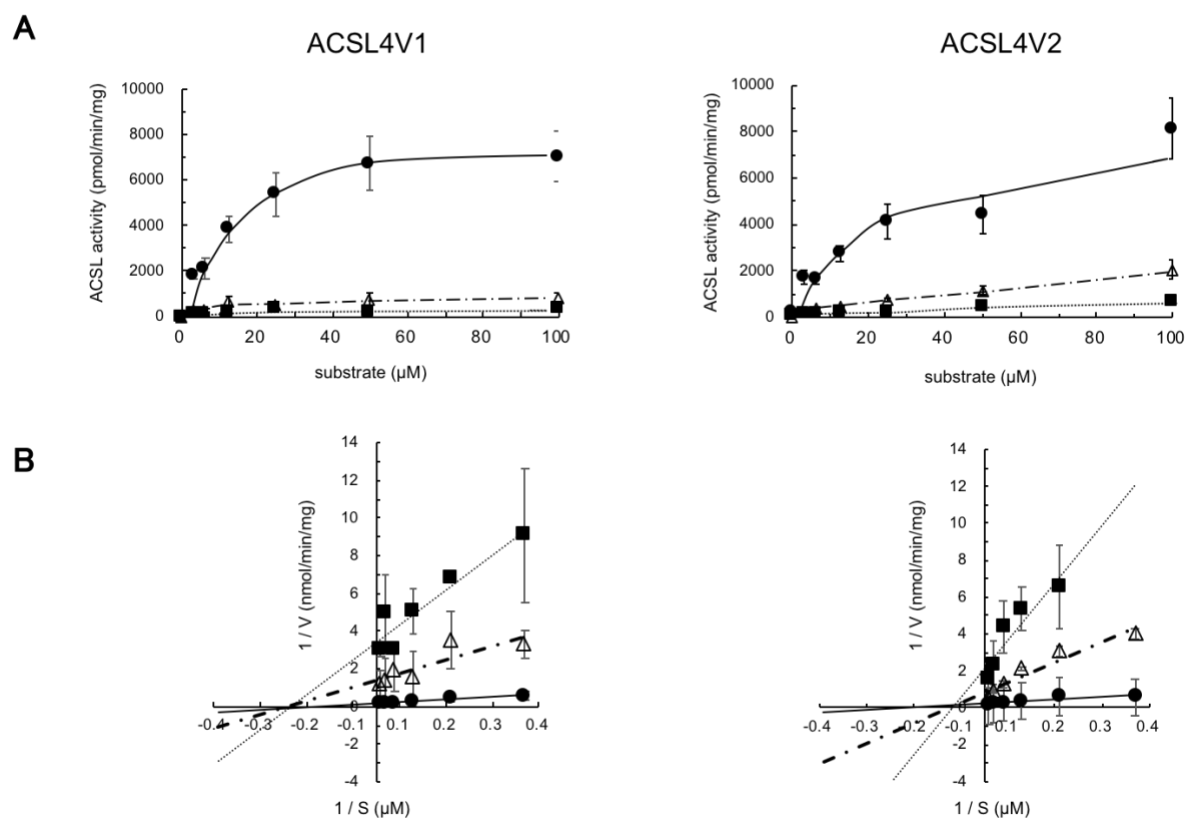 A
ACSL4V1
ACSL4V2
ACSL activity (pmol/min/mg)
10000
8000
6000
4000
2000
0
0 20 40 60 80 100
substrate (µM)
ACSL activity (pmol/min/mg)
10000
8000
6000
4000
2000
0
0 20 40 60 80 100
substrate (µM)
B
1 / V (nmol/min/mg)
14
12
10
8
6
4
2
0
-2
-4
-0.4 -0.3 -0.2 -0.1 0.1 0.2 0.3 0.4
1 / S (µM)
1 / V (nmol/min/mg)
14
12
10
8
6
4
2
0
-2
-4
-0.4 -0.3 -0.2 -0.1 0.1 0.2 0.3 0.4
1 / S (µM)